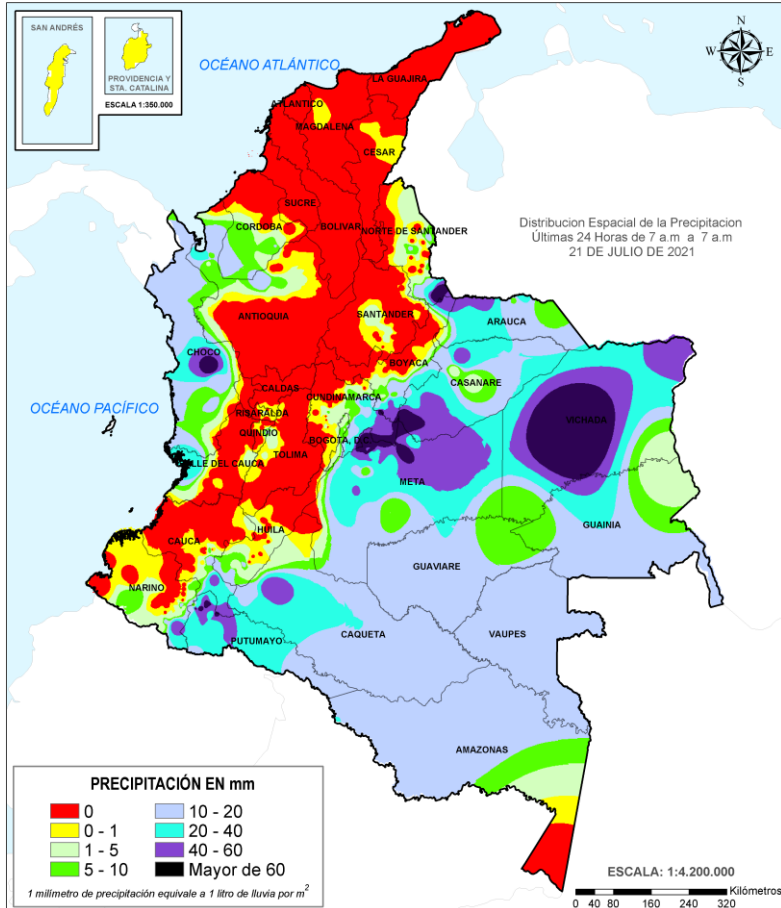 SAN ANDRÉS
PROVIDENCIA Y
STA. CATALINA
ESCALA 1:350.000
OCÉANO ATLÁNTICO
N
W
E
S
LA GUAJIRA
ATLANTICO
MAGDALENA
CESAR
SUCRE
CORDOBA
BOLIVAR
NORTE DE SANTANDER
Distribucion Espacial de la Precipitacion
Últimas 24 Horas de 7 a.m a 7 a.m
21 DE JULIO DE 2021
ANTIOQUIA
SANTANDER
ARAUCA
CHOCO
BOYACA
CASANARE
OCÉANO PACÍFICO
CALDAS
CUNDINAMARCA
RISARALDA
VICHADA
QUINDIO
BOGOTA, D.C.
TOLIMA
VALLE DEL CAUCA
META
GUAINIA
HUILA
CAUCA
GUAVIARE
NARIÑO
PUTUMAYO
CAQUETA
VAUPES
AMAZONAS
PRECIPITACIÓN EN mm
0
10 - 20
0 - 1
20 - 40
1 - 5
40 - 60
5 - 10
Mayor de 60
1 milímetro de precipitación equivale a 1 litro de lluvia por m²
ESCALA: 1:4.200.000
Kilómetros
0 40 80 160 240 320